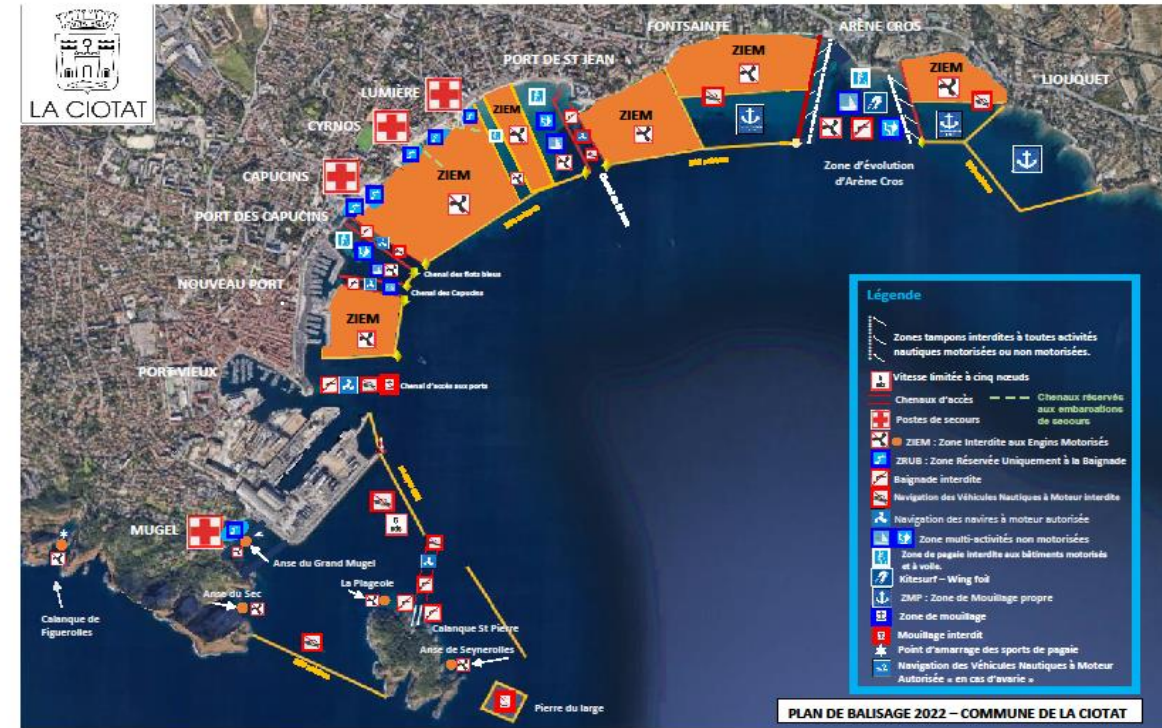 LA CIOTAT
FONTSAINTE
ARÈNE CROS
PORT DE ST JEAN
LIOUQUET
LUMIÈRE
CYRNOS
CAPUCINS
PORT DES CAPUCINS
NOUVEAU PORT
PORT VIEUX
MUGEL
ZIEM
ZIEM
ZIEM
ZIEM
ZIEM
ZIEM
Zone d'évolution
d'Arène Cros
Chenal des flots bleus
Chenal des Capucins
Chenal d'accès aux ports
Anse du Grand Mugel
Anse du Sec
La Plageole
Calanque de
Figuerolles
Calanque St Pierre
Anse de Seynerolles
Pierre du large
Légende
Zones tampons interdites à toutes activités
nautiques motorisées ou non motorisées.
Vitesse limitée à cinq nœuds
Chenaux d'accès
Chenaux réservés
aux embarcations
de secours
Postes de secours
ZIEM : Zone Interdite aux Engins Motorisés
ZRUB : Zone Réservée Uniquement à la Baignade
Baignade interdite
Navigation des Véhicules Nautiques à Moteur interdite
Navigation des navires à moteur autorisée
Zone multi-activités non motorisées
Zone de pagaie interdite aux bâtiments motorisés
et à voile.
Kitesurf – Wing foil
ZMP : Zone de Mouillage propre
Zone de mouillage
Mouillage interdit
Point d'amarrage des sports de pagaie
Navigation des Véhicules Nautiques à Moteur
Autorisée « en cas d'avarie »
PLAN DE BALISAGE 2022 – COMMUNE DE LA CIOTAT